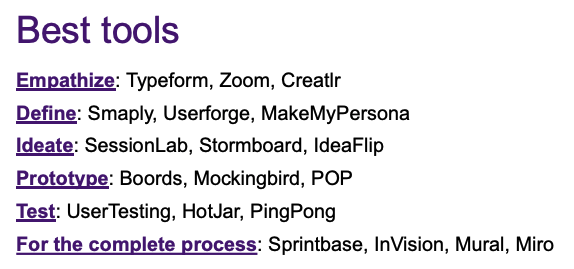 Best tools
Empathize: Typeform, Zoom, Creatlr
Define: Smaply, Userforge, MakeMyPersona
Ideate: SessionLab, Stormboard, IdeaFlip
Prototype: Boords, Mockingbird, POP
Test: UserTesting, HotJar, PingPong
For the complete process: Sprintbase, InVision, Mural, Miro